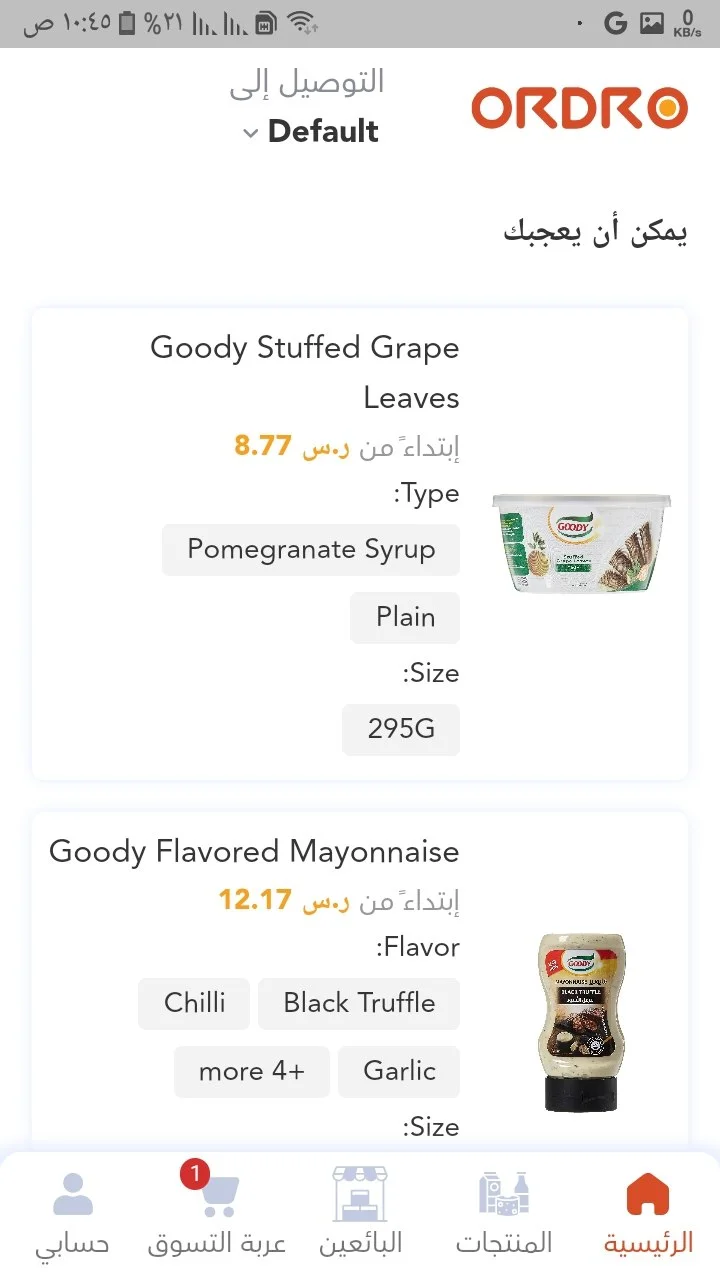 ١٠:٤٥ ص %٢١ G 0 KB/s
ORDRO
التوصيل إلى
Default
يمكن أن يعجبك
Goody Stuffed Grape
Leaves
إبتداءً من ر.س 8.77
Type:
Pomegranate Syrup
Plain
Size:
295G
GOODY
Goody Flavored Mayonnaise
إبتداءً من ر.س 12.17
Flavor:
Black Truffle Chilli
Garlic more 4+
Size:
GOODY
MAYONNAISE
BLACK TRUFFLE
1
الرئيسية المنتجات البائعين عربة التسوق حسابي